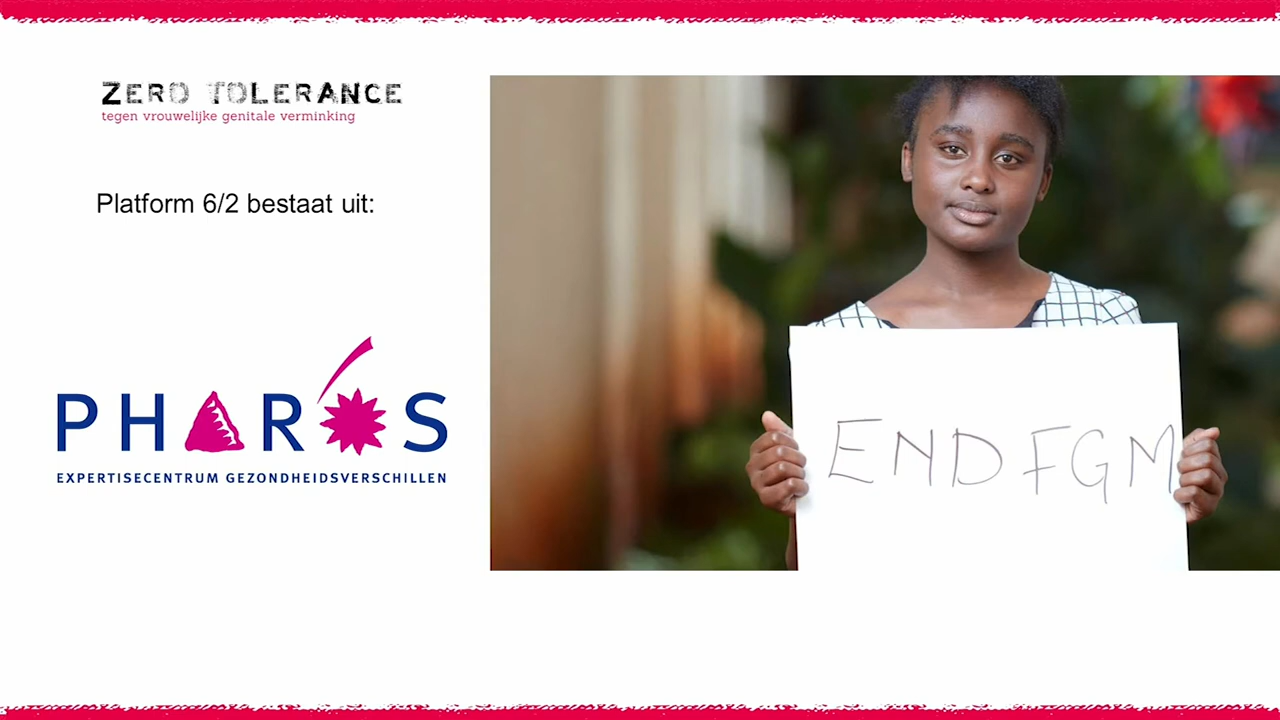 ZERO TOLERANCE
tegen vrouwelijke genitale verminking
Platform 6/2 bestaat uit:
PHAROS
EXPERTISECENTRUM GEZONDHEIDSVERSCHILLEN
END FGM